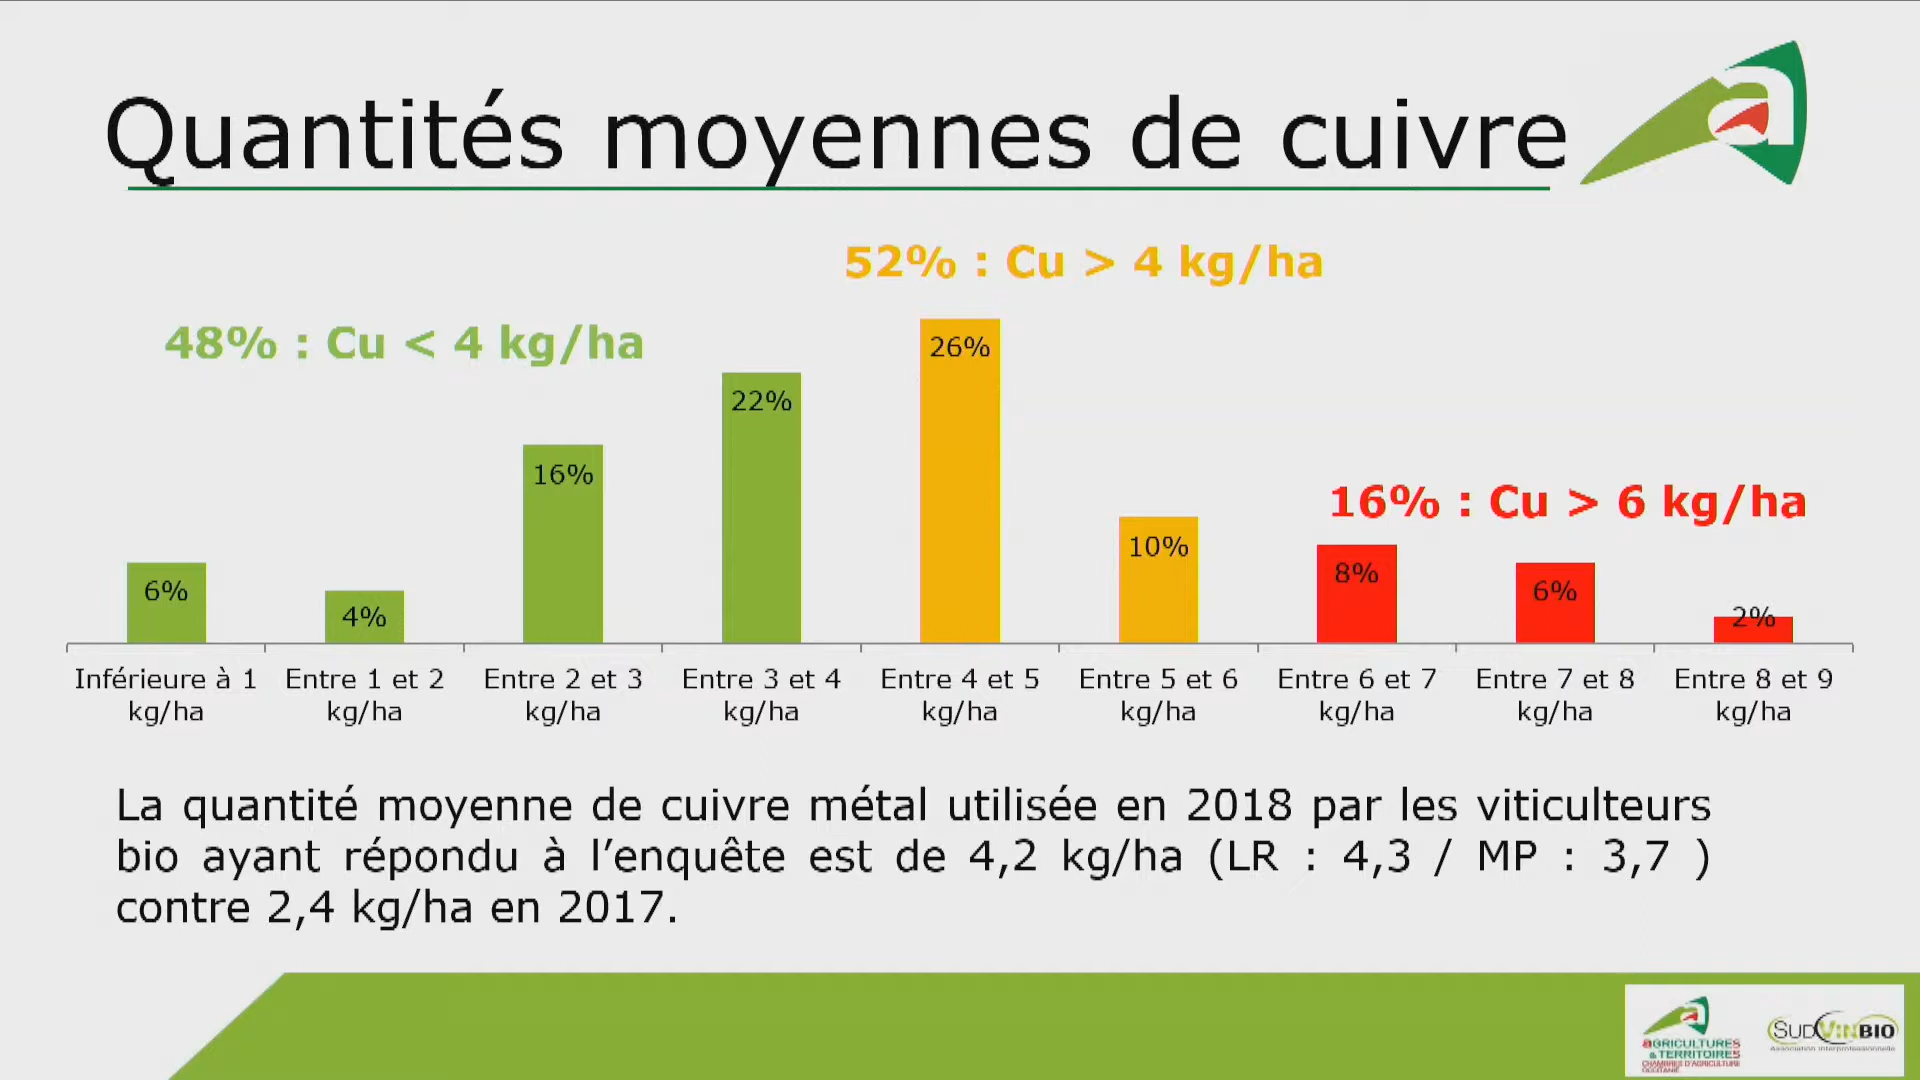 Quantités moyennes de cuivre
52% : Cu > 4 kg/ha
48% : Cu < 4 kg/ha
16% : Cu > 6 kg/ha
6%
4%
16%
22%
26%
10%
8%
6%
2%
Inférieure à 1 kg/ha
Entre 1 et 2 kg/ha
Entre 2 et 3 kg/ha
Entre 3 et 4 kg/ha
Entre 4 et 5 kg/ha
Entre 5 et 6 kg/ha
Entre 6 et 7 kg/ha
Entre 7 et 8 kg/ha
Entre 8 et 9 kg/ha
La quantité moyenne de cuivre métal utilisée en 2018 par les viticulteurs
bio ayant répondu à l’enquête est de 4,2 kg/ha (LR : 4,3 / MP : 3,7 )
contre 2,4 kg/ha en 2017.
AGRICULTURES
& TERRITOIRES
CHAMBRES D'AGRICULTURE
OCCITANIE
SUDVINBIO
Association Interprofessionnelle